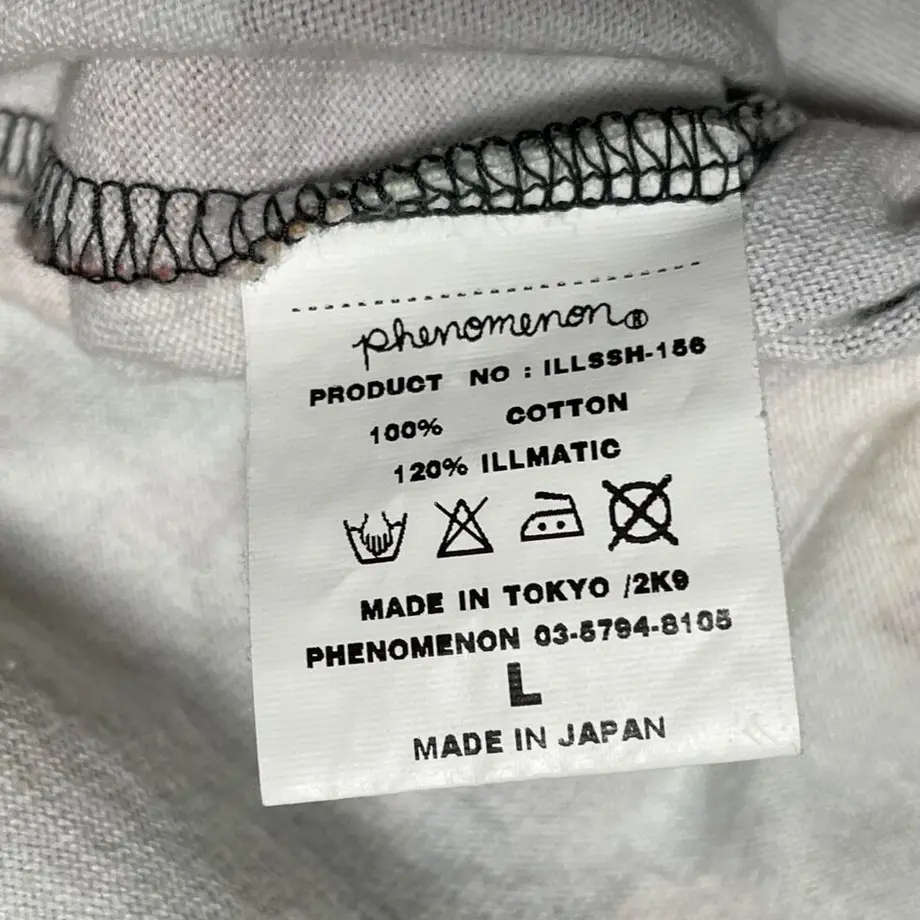 phenomenon®
PRODUCT NO : ILLSSH-156
100% COTTON
120% ILLMATIC
MADE IN TOKYO /2K9
PHENOMENON 03-5794-8105
L
MADE IN JAPAN